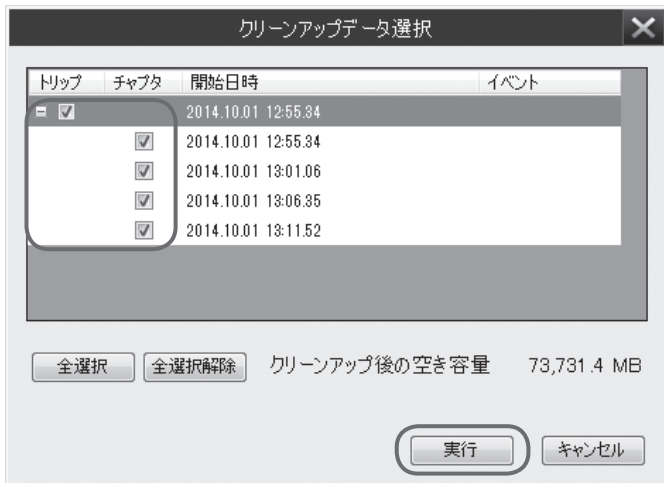 クリーンアップデータ選択
トリップ チャプタ 開始日時 イベント
2014.10.01 12:55.34
2014.10.01 12:55.34
2014.10.01 13:01.06
2014.10.01 13:06.35
2014.10.01 13:11.52
全選択 全選択解除 クリーンアップ後の空き容量 73,731.4 MB
実行 キャンセル